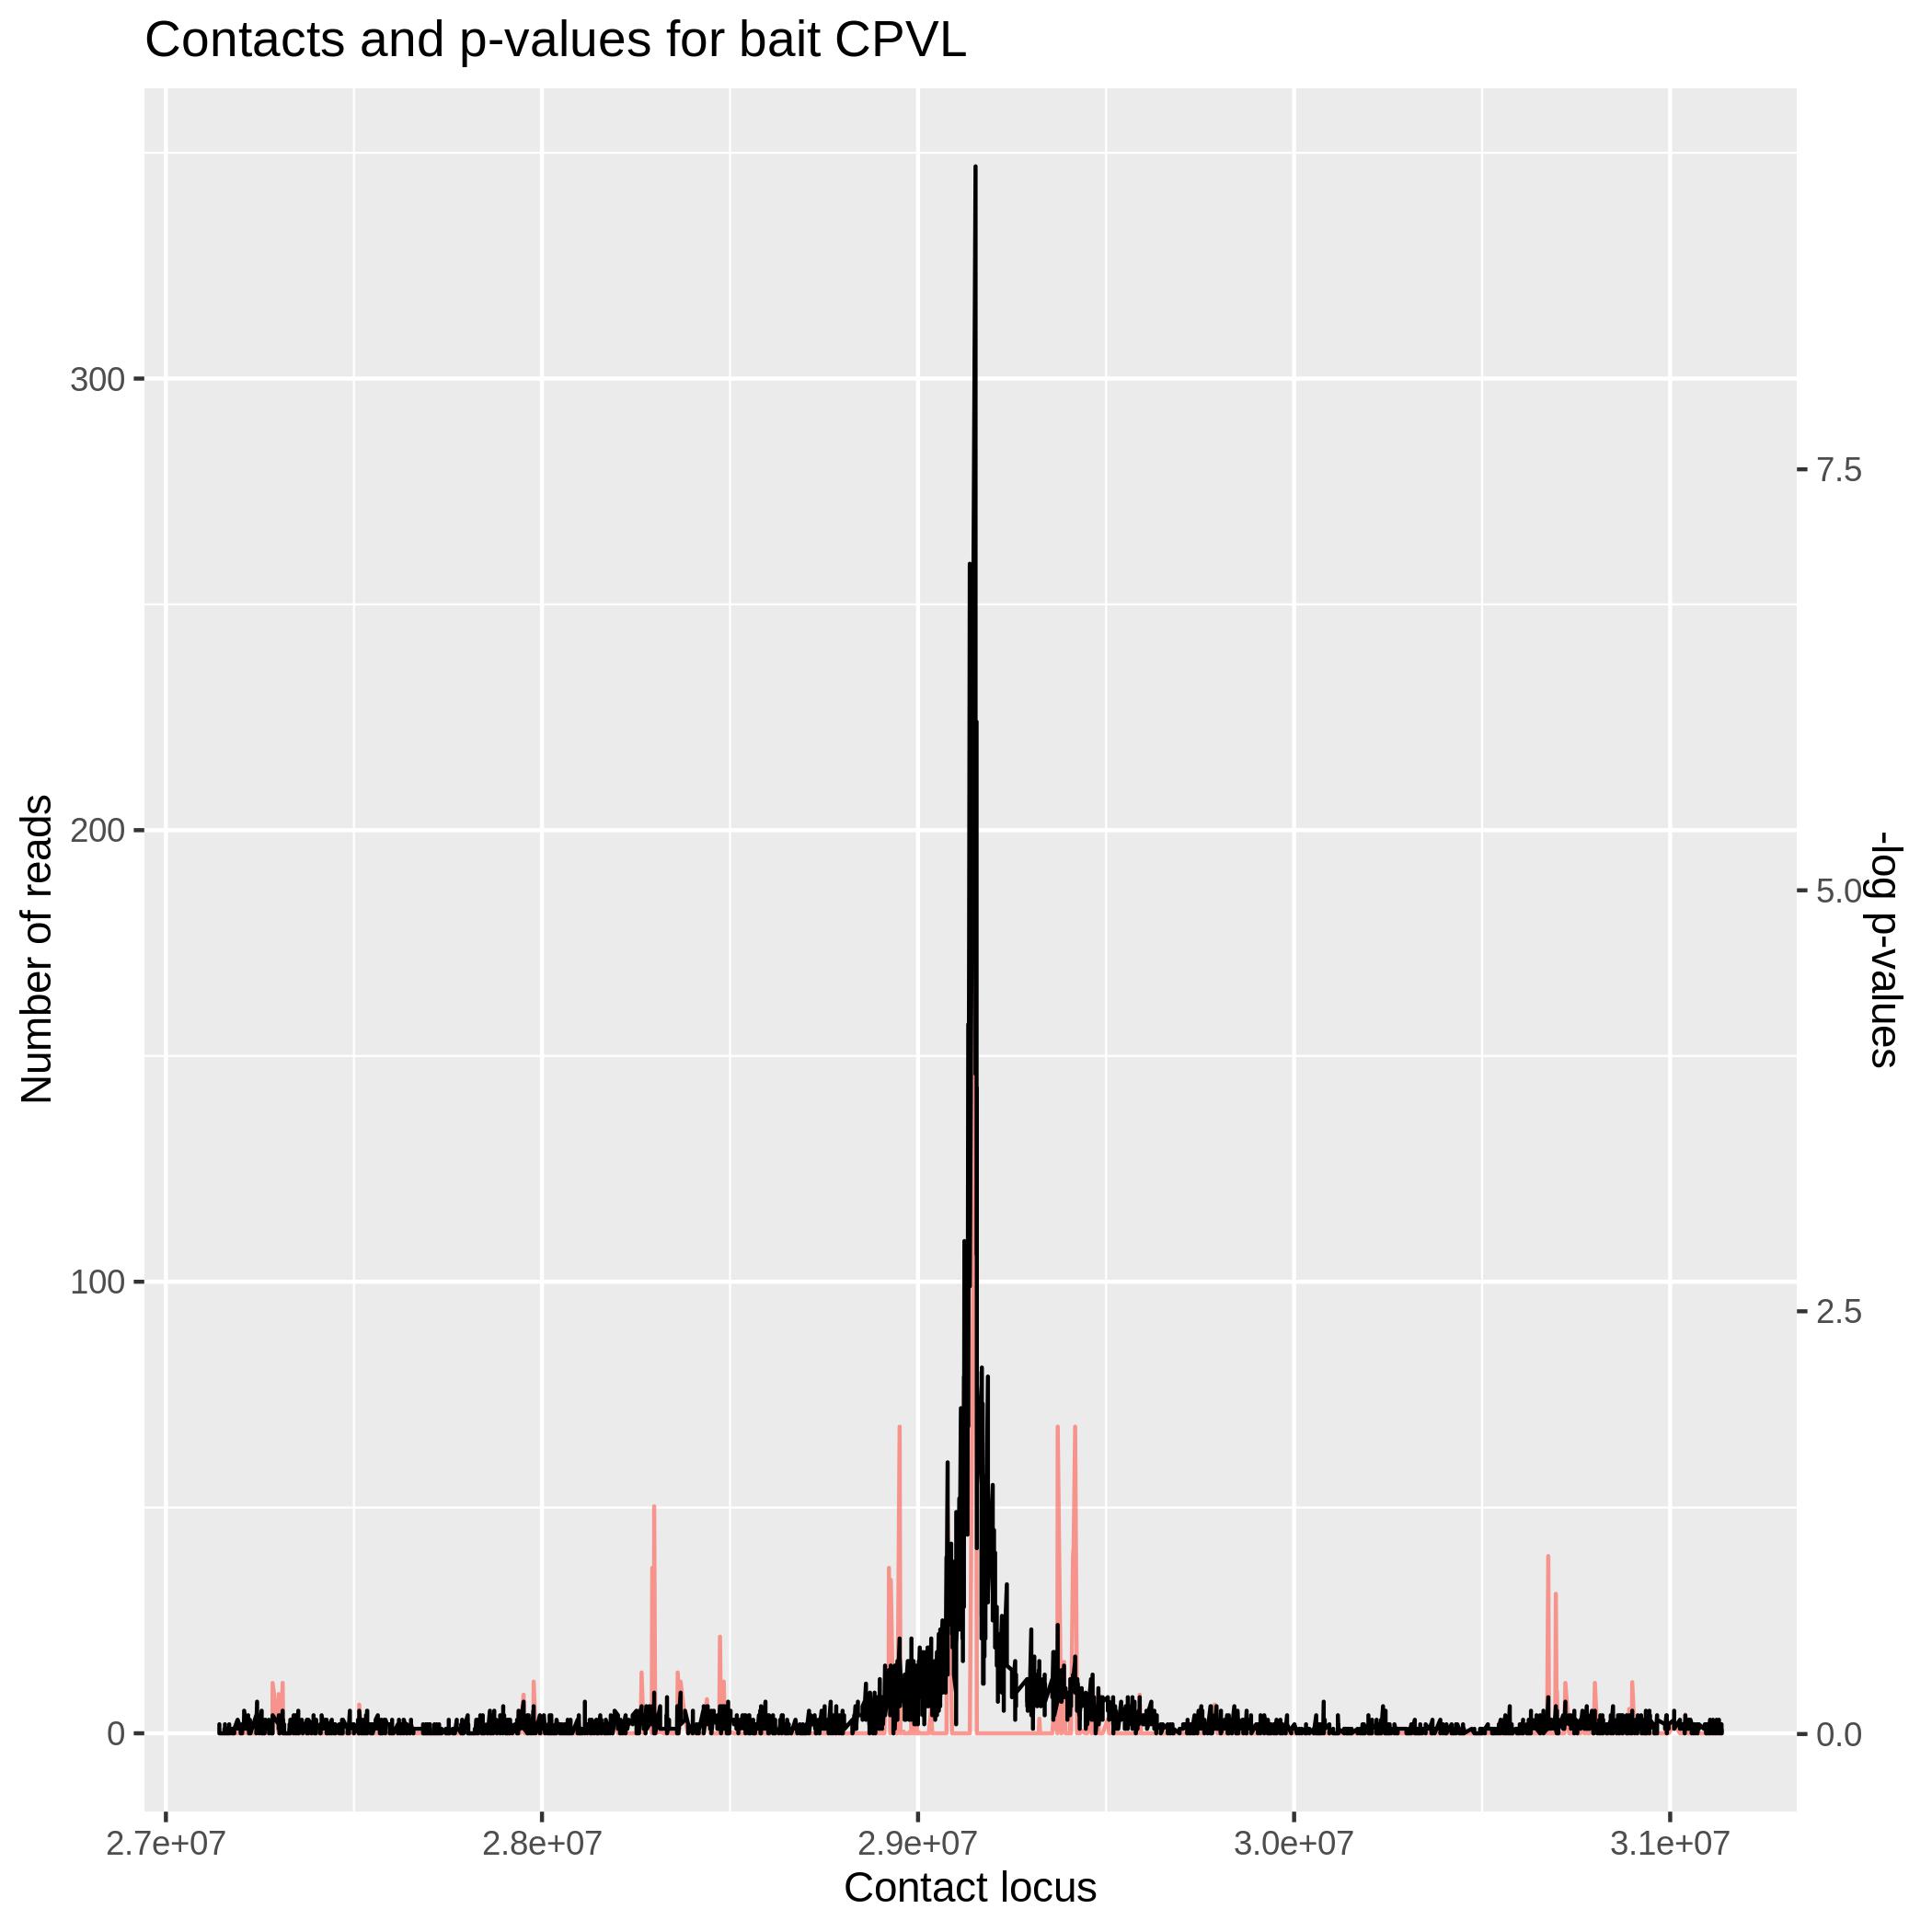 Contacts and p-values for bait CPVL
Number of reads
300
200
100
0
7.5
5.0
2.5
0.0
-log p-values
2.7e+07
2.8e+07
2.9e+07
3.0e+07
3.1e+07
Contact locus